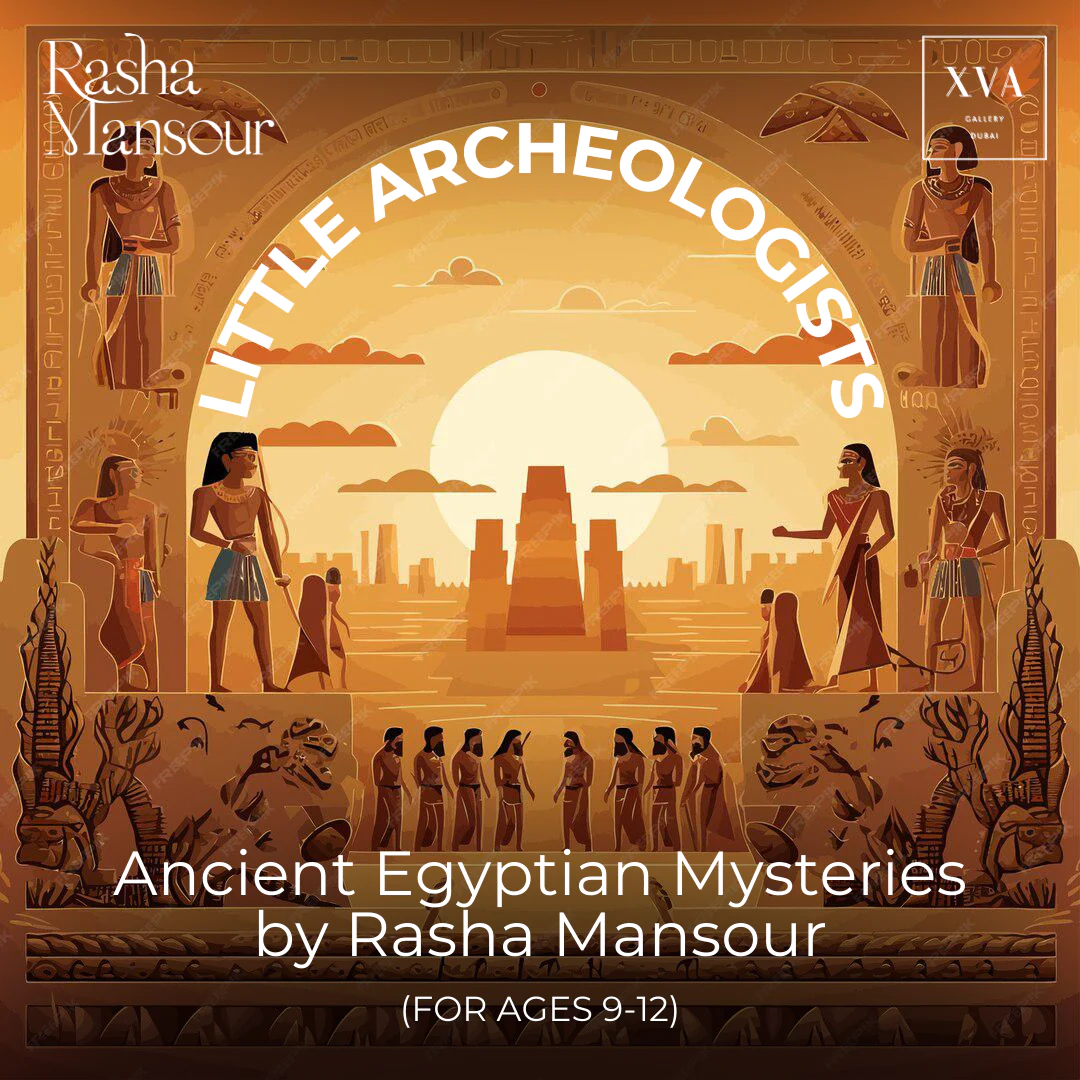 Rasha
Mansour
XVA
GALLERY
DUBAI
LITTLE ARCHEOLOGISTS
Ancient Egyptian Mysteries
by Rasha Mansour
(FOR AGES 9-12)